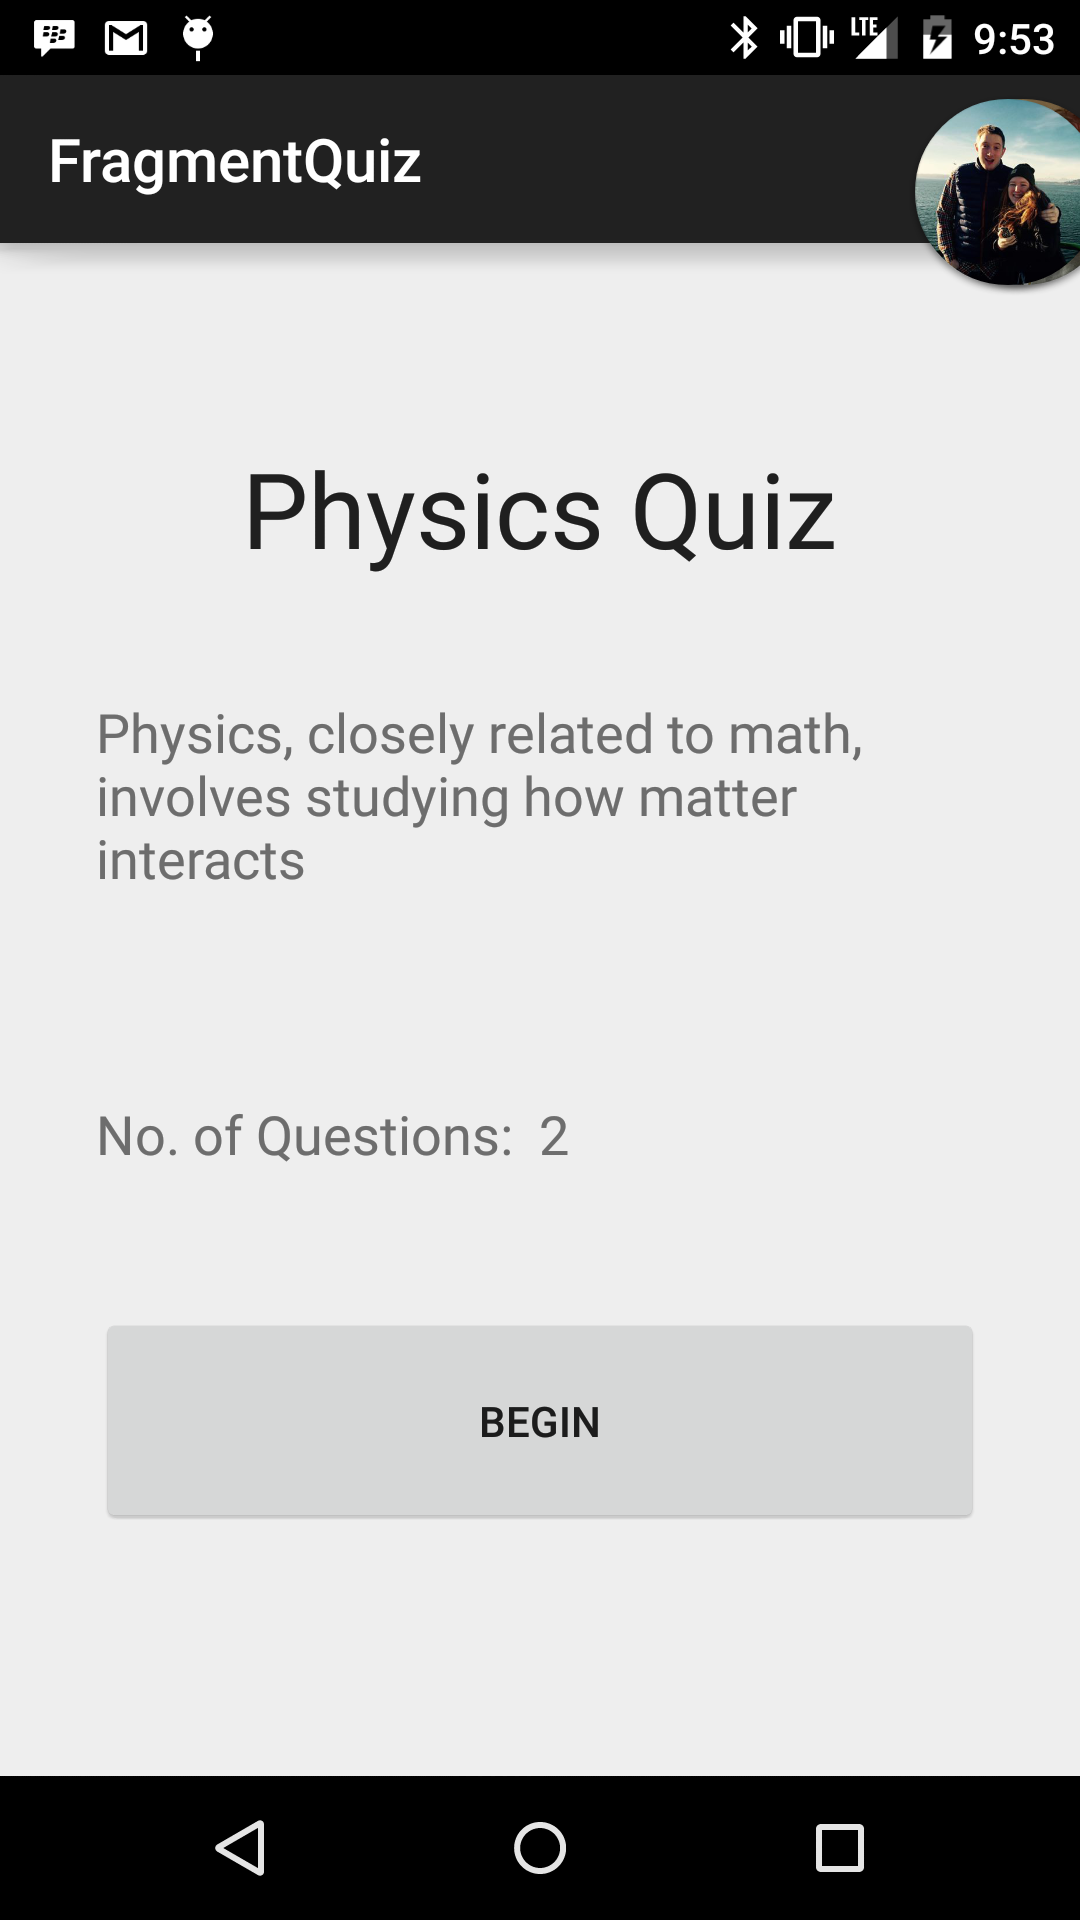 LTE 9:53
FragmentQuiz
Physics Quiz
Physics, closely related to math,
involves studying how matter
interacts
No. of Questions: 2
BEGIN